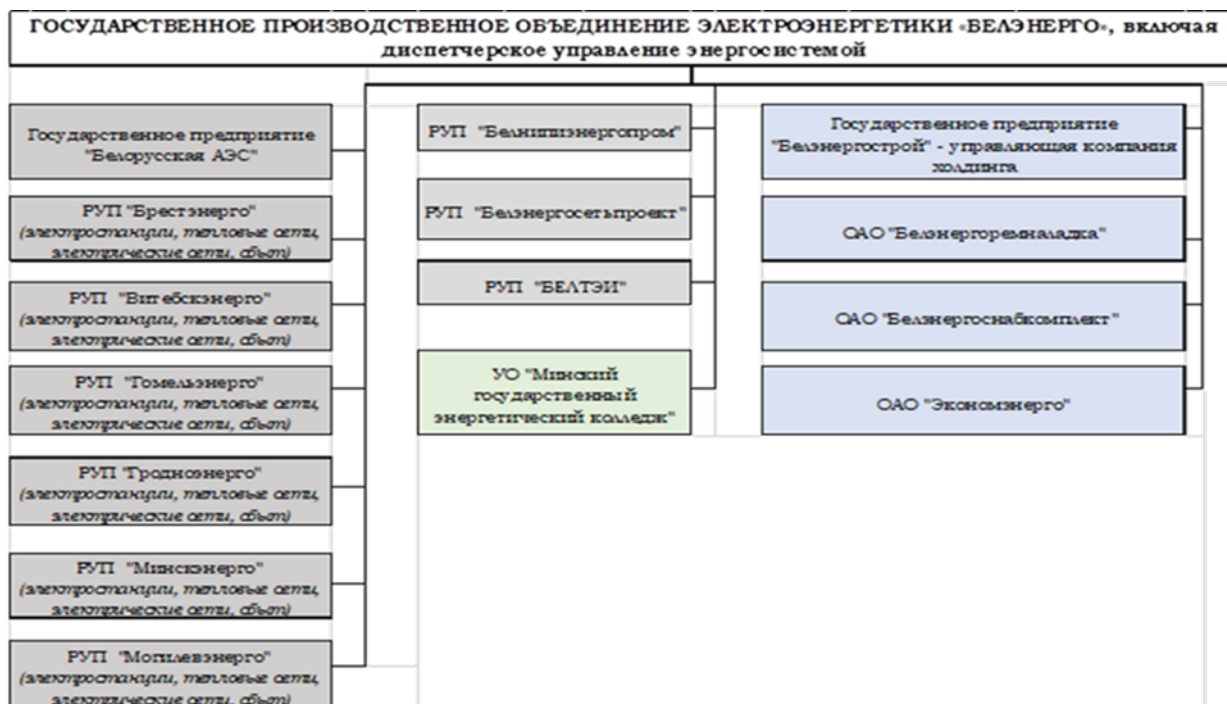 ГОСУДАРСТВЕННОЕ ПРОИЗВОДСТВЕННОЕ ОБЪЕДИНЕНИЕ ЭЛЕКТРОЭНЕРГЕТИКИ «БЕЛЭНЕРГО», включая
диспетчерское управление энергосистемой
Государственное предприятие
"Белорусская АЭС"
РУП "Брестэнерго"
(электростанции, тепловые сети,
электрические сети, сбыт)
РУП "Витебскэнерго"
(электростанции, тепловые сети,
электрические сети, сбыт)
РУП "Гомельэнерго"
(электростанции, тепловые сети,
электрические сети, сбыт)
РУП "Гродноэнерго"
(электростанции, тепловые сети,
электрические сети, сбыт)
РУП "Минскэнерго"
(электростанции, тепловые сети,
электрические сети, сбыт)
РУП "Могилевэнерго"
(электростанции, тепловые сети,
электрические сети, сбыт)
РУП "Белнипиэнергопром"
РУП "Белэнергосетьпроект"
РУП "БЕЛТЭИ"
УО "Минский
государственный
энергетический колледж"
Государственное предприятие
"Белэнергострой" - управляющая компания
холдинга
ОАО "Белэнергоремналадка"
ОАО "Белэнергоснабкомплект"
ОАО "Экономэнерго"